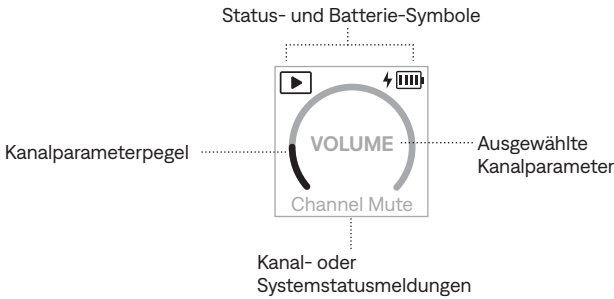 Status- und Batterie-Symbole
VOLUME
Kanalparameterpegel
Ausgewählte
Kanalparameter
Channel Mute
Kanal- oder
Systemstatusmeldungen